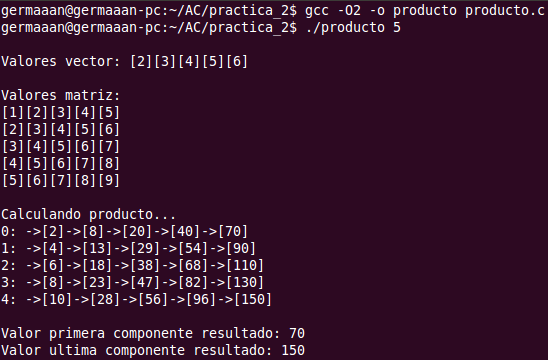 germaaan@germaaan-pc:~/AC/practica_2$ gcc -O2 -o producto producto.c
germaaan@germaaan-pc:~/AC/practica_2$ ./producto 5
Valores vector: [2][3][4][5][6]
Valores matriz:
[1][2][3][4][5]
[2][3][4][5][6]
[3][4][5][6][7]
[4][5][6][7][8]
[5][6][7][8][9]
Calculando producto...
0: ->[2]->[8]->[20]->[40]->[70]
1: ->[4]->[13]->[29]->[54]->[90]
2: ->[6]->[18]->[38]->[68]->[110]
3: ->[8]->[23]->[47]->[82]->[130]
4: ->[10]->[28]->[56]->[96]->[150]
Valor primera componente resultado: 70
Valor ultima componente resultado: 150